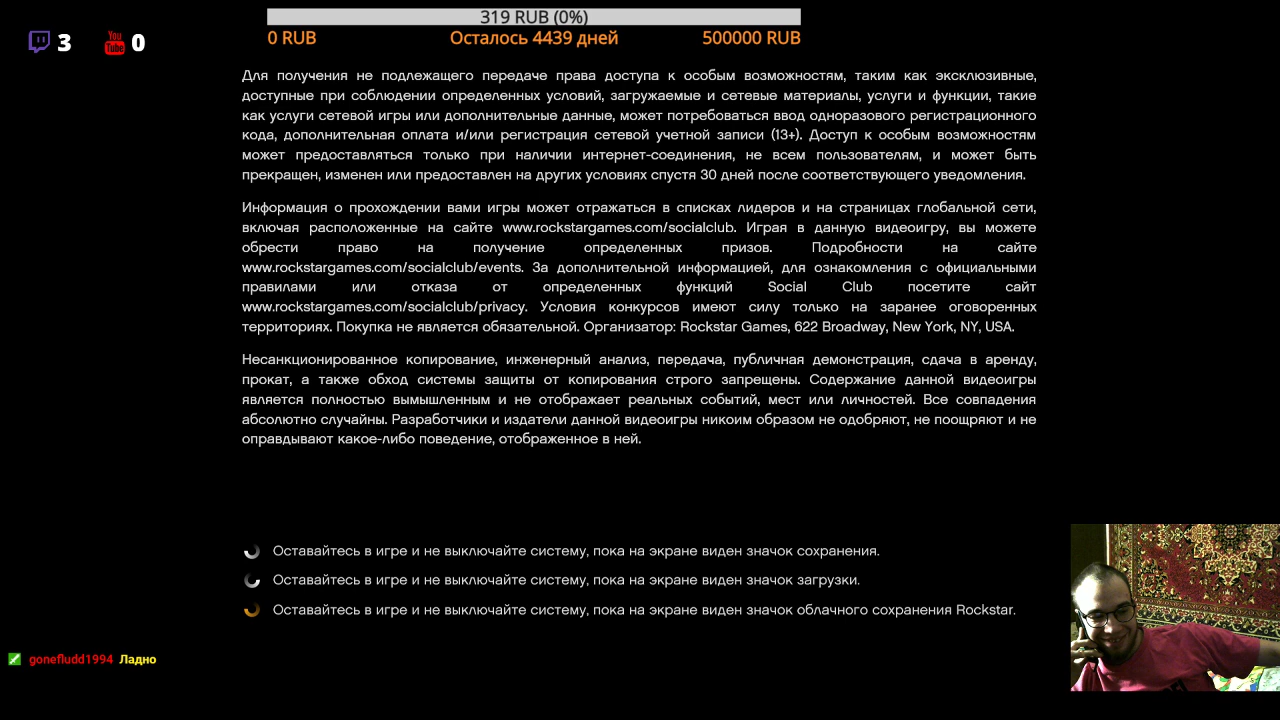 319 RUB (0%)
0 RUB Осталось 4439 дней 500000 RUB
3 You Tube 0
Для получения не подлежащего передаче права доступа к особым возможностям, таким как эксклюзивные,
доступные при соблюдении определенных условий, загружаемые и сетевые материалы, услуги и функции, такие
как услуги сетевой игры или дополнительные данные, может потребоваться ввод одноразового регистрационного
кода, дополнительная оплата и/или регистрация сетевой учетной записи (13+). Доступ к особым возможностям
может предоставляться только при наличии интернет-соединения, не всем пользователям, и может быть
прекращен, изменен или предоставлен на других условиях спустя 30 дней после соответствующего уведомления.
Информация о прохождении вами игры может отражаться в списках лидеров и на страницах глобальной сети,
включая расположенные на сайте www.rockstargames.com/socialclub. Играя в данную видеоигру, вы можете
обрести право на получение определенных призов. Подробности на сайте
www.rockstargames.com/socialclub/events. За дополнительной информацией, для ознакомления с официальными
правилами или отказа от определенных функций Social Club посетите сайт
www.rockstargames.com/socialclub/privacy. Условия конкурсов имеют силу только на заранее оговоренных
территориях. Покупка не является обязательной. Организатор: Rockstar Games, 622 Broadway, New York, NY, USA.
Несанкционированное копирование, инженерный анализ, передача, публичная демонстрация, сдача в аренду,
прокат, а также обход системы защиты от копирования строго запрещены. Содержание данной видеоигры
является полностью вымышленным и не отображает реальных событий, мест или личностей. Все совпадения
абсолютно случайны. Разработчики и издатели данной видеоигры никоим образом не одобряют, не поощряют и не
оправдывают какое-либо поведение, отображенное в ней.
Оставайтесь в игре и не выключайте систему, пока на экране виден значок сохранения.
Оставайтесь в игре и не выключайте систему, пока на экране виден значок загрузки.
Оставайтесь в игре и не выключайте систему, пока на экране виден значок облачного сохранения Rockstar.
gonefludd1994 Ладно